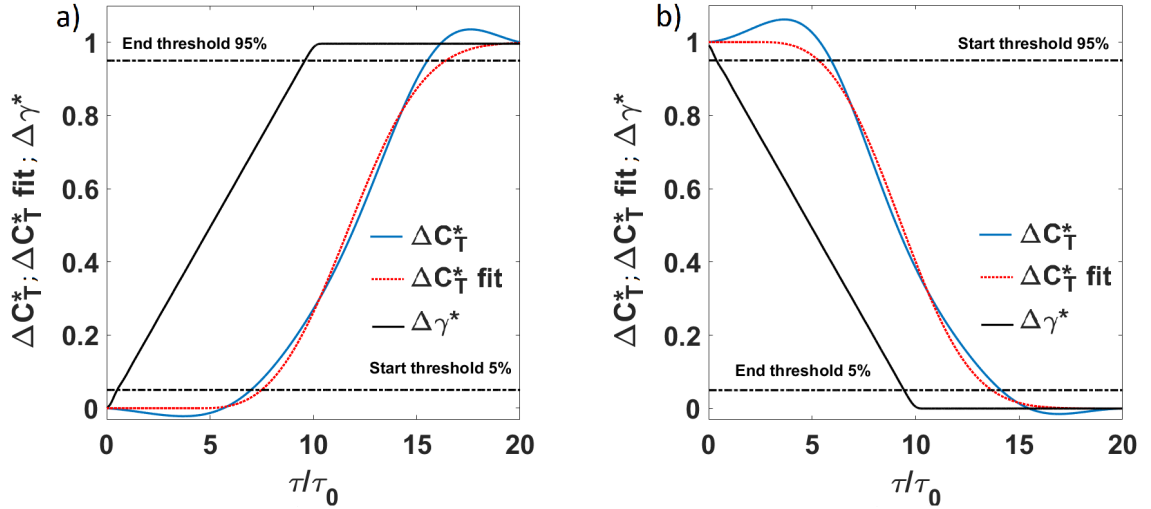 a)
End threshold 95%
Start threshold 5%
ΔC*T
ΔC*T fit
Δγ*
ΔC*T; ΔC*T fit ; Δγ*
0
0.2
0.4
0.6
0.8
1
0 5 10 15 20
τ/τ0
b)
Start threshold 95%
End threshold 5%
ΔC*T
ΔC*T fit
Δγ*
ΔC*T; ΔC*T fit ; Δγ*
0
0.2
0.4
0.6
0.8
1
0 5 10 15 20
τ/τ0